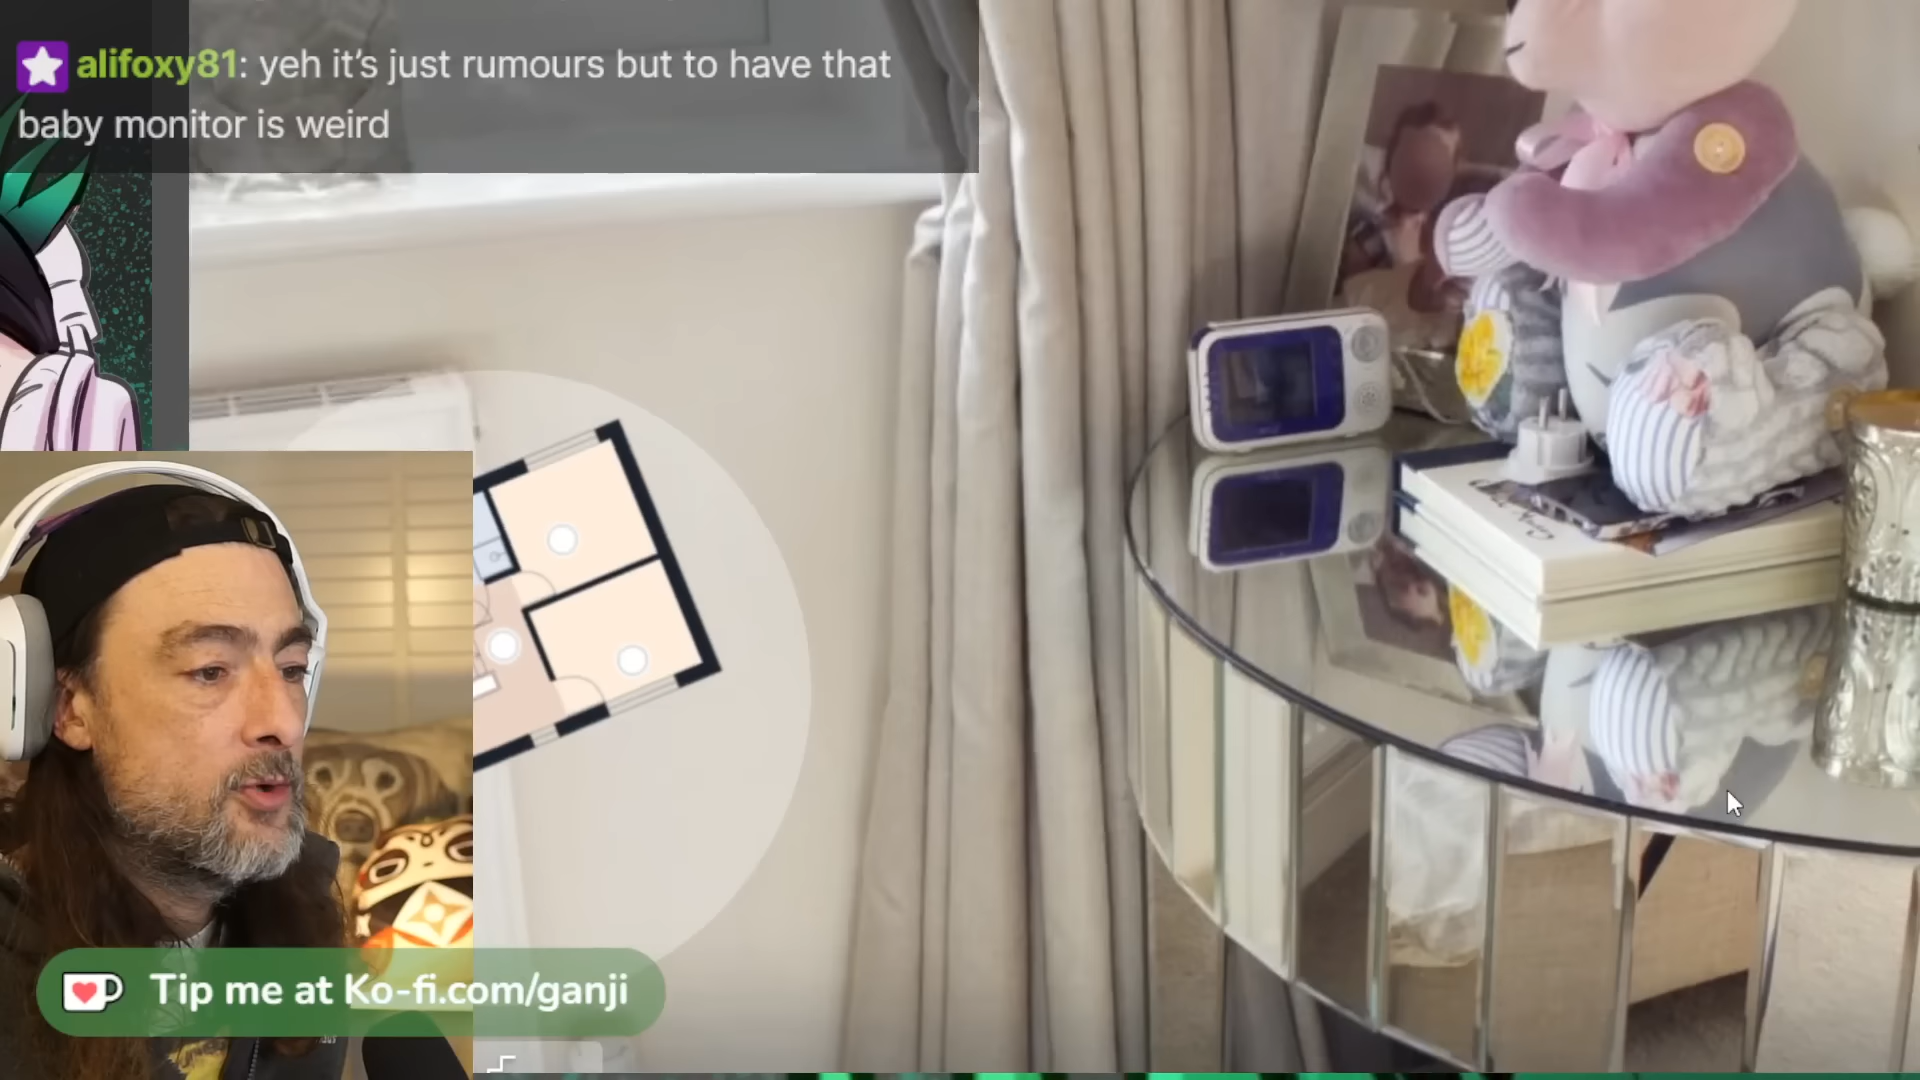 alifoxy81: yeh it’s just rumours but to have that
baby monitor is weird
Tip me at Ko-fi.com/ganji